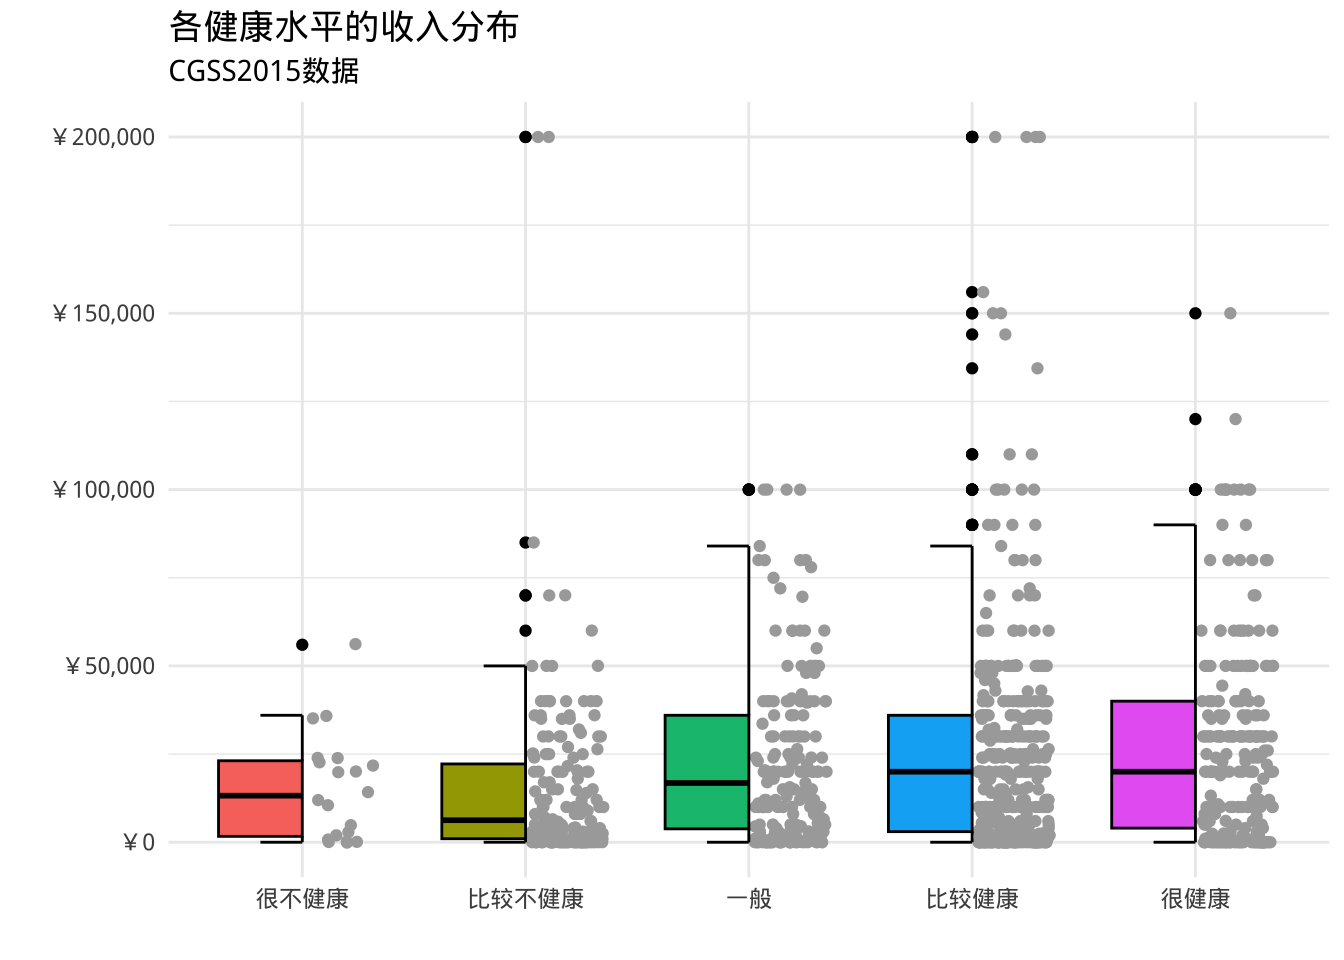 各健康水平的收入分布
CGSS2015数据
¥200,000
¥150,000
¥100,000
¥50,000
¥0
很不健康
比较不健康
一般
比较健康
很健康